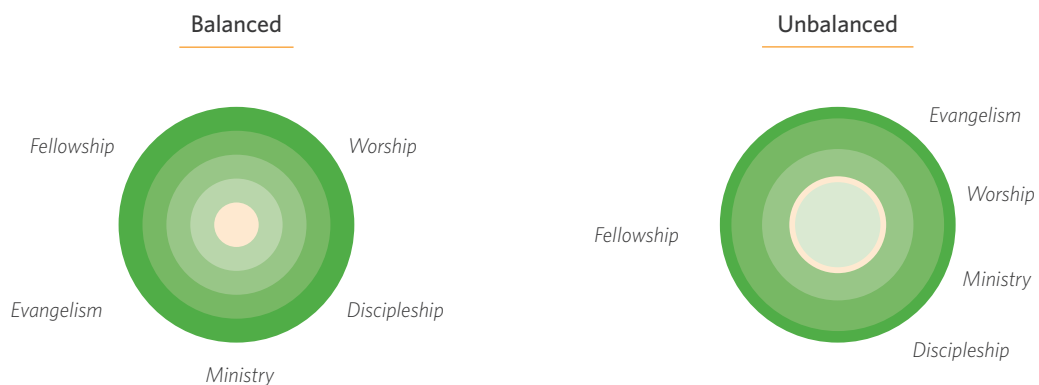 Balanced
Fellowship
Worship
Evangelism
Discipleship
Ministry
Unbalanced
Evangelism
Worship
Fellowship
Ministry
Discipleship